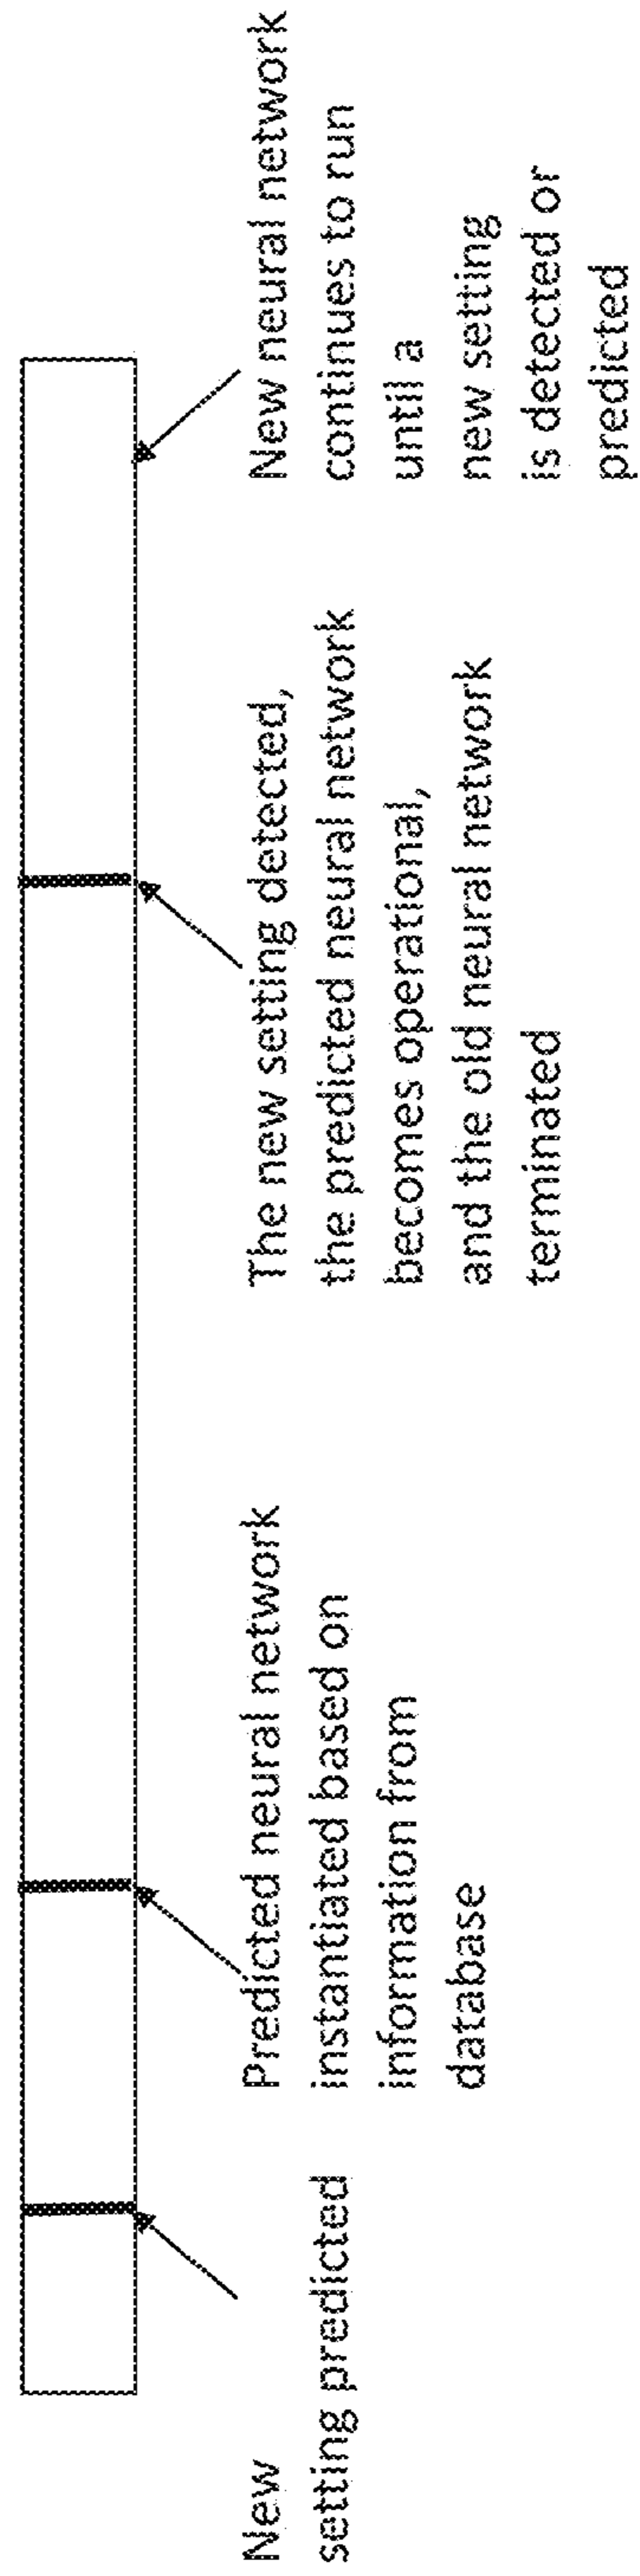 New
setting predicted
Predicted neural network
instantiated based on
information from
database
The new setting detected,
the predicted neural network
becomes operational,
and the old neural network
terminated
New neural network
continues to run
until a
new setting
is detected or
predicted